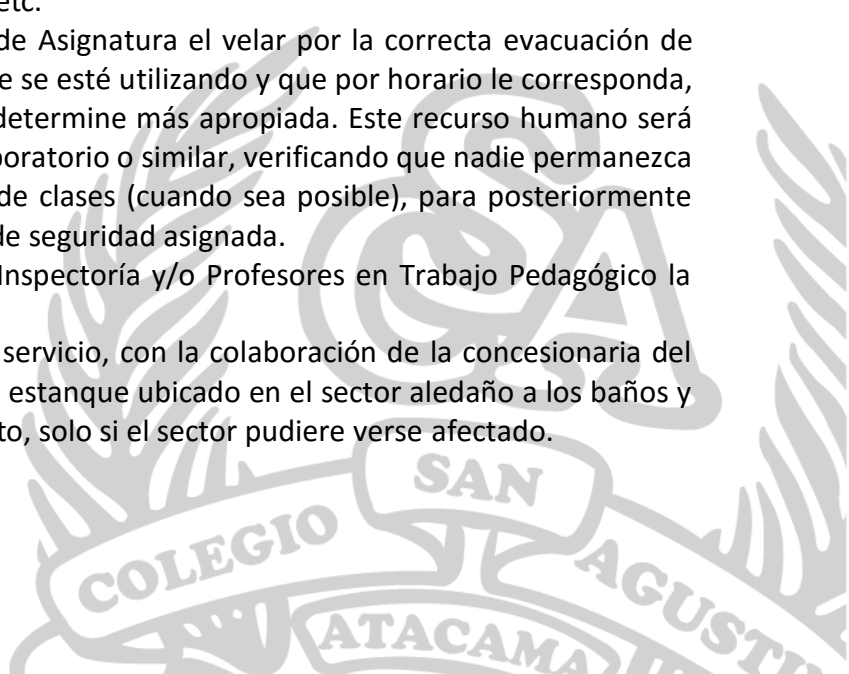 etc.
de Asignatura el velar por la correcta evacuación de
e se esté utilizando y que por horario le corresponda,
determine más apropiada. Este recurso humano será
boratorio o similar, verificando que nadie permanezca
de clases (cuando sea posible), para posteriormente
de seguridad asignada.
Inspectoría y/o Profesores en Trabajo Pedagógico la
servicio, con la colaboración de la concesionaria del
estanque ubicado en el sector aledaño a los baños y
to, solo si el sector pudiere verse afectado.
CSA
SAN
COLEGIO
AGUSTIN
ATACAMA